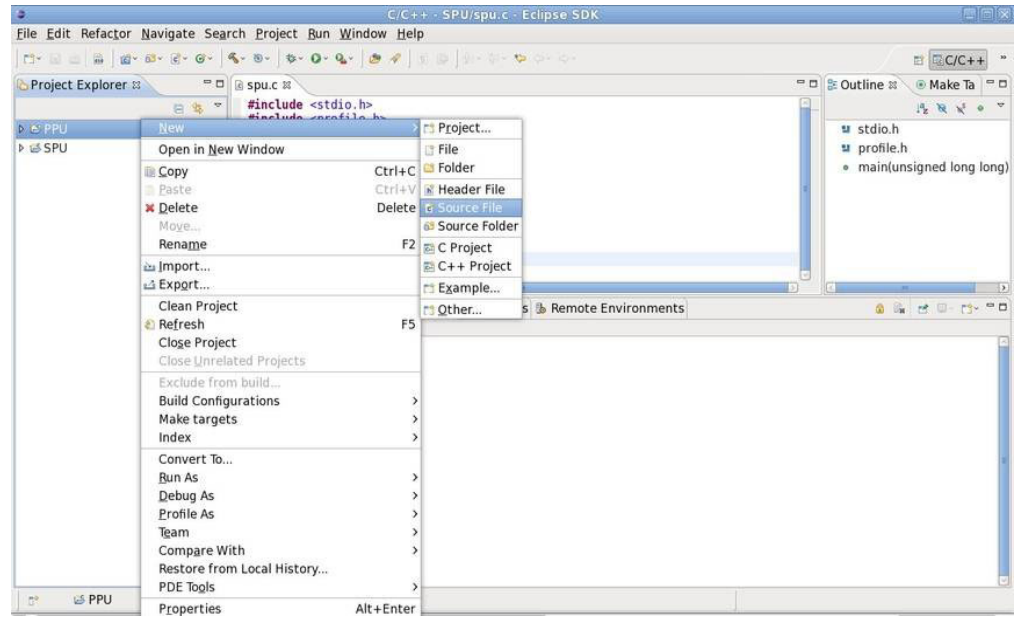 C/C++ - SPU/spu.c - Eclipse SDK
File Edit Refactor Navigate Search Project Run Window Help
C/C++
Project Explorer
spu.c
Outline
Make Ta
#include <stdio.h>
#include <profile.h>
PPU
SPU
New
Open in New Window
Copy Ctrl+C
Paste Ctrl+V
Delete Delete
Move...
Rename F2
Import...
Export...
Clean Project
Refresh F5
Close Project
Close Unrelated Projects
Exclude from build...
Build Configurations
Make targets
Index
Convert To...
Run As
Debug As
Profile As
Team
Compare With
Restore from Local History...
PDE Tools
Properties Alt+Enter
Project...
File
Folder
Header File
Source File
Source Folder
C Project
C++ Project
Example...
Other...
stdio.h
profile.h
main(unsigned long long)
s Remote Environments
PPU